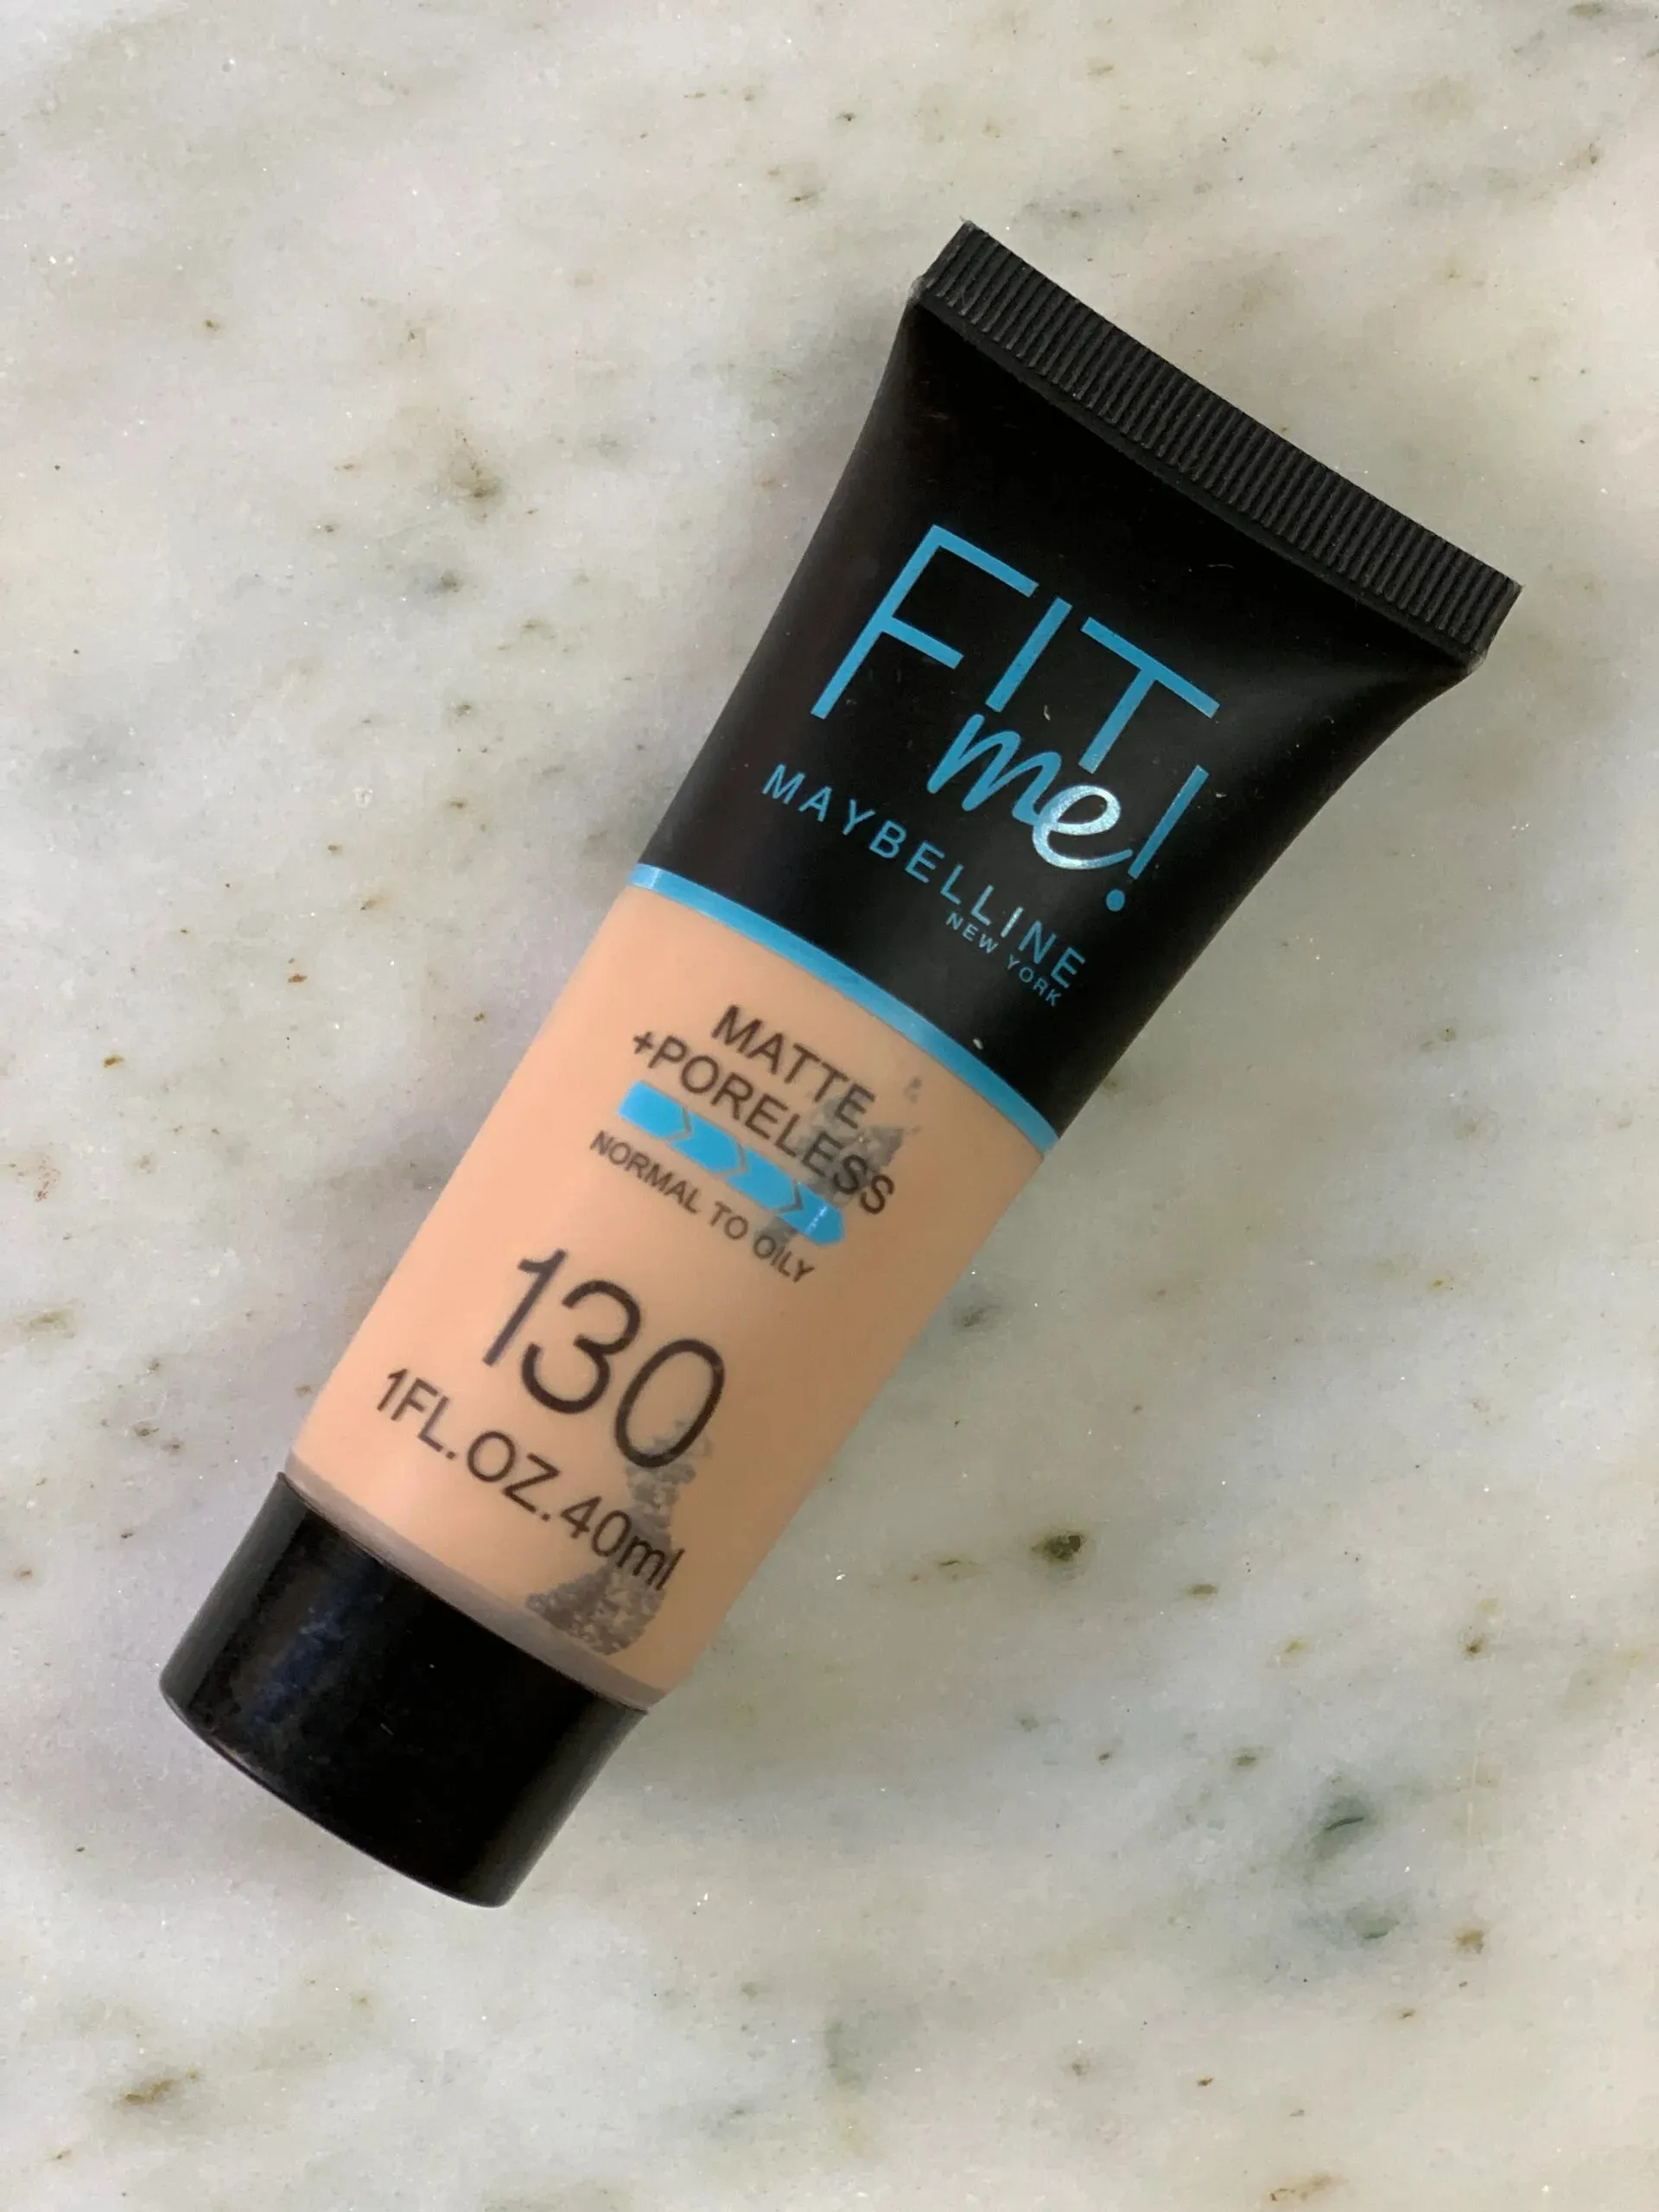 FIT
me!
MAYBELLINE
NEW YORK
MATTE
+PORELESS
NORMAL TO OILY
130
1FL.OZ.40ml